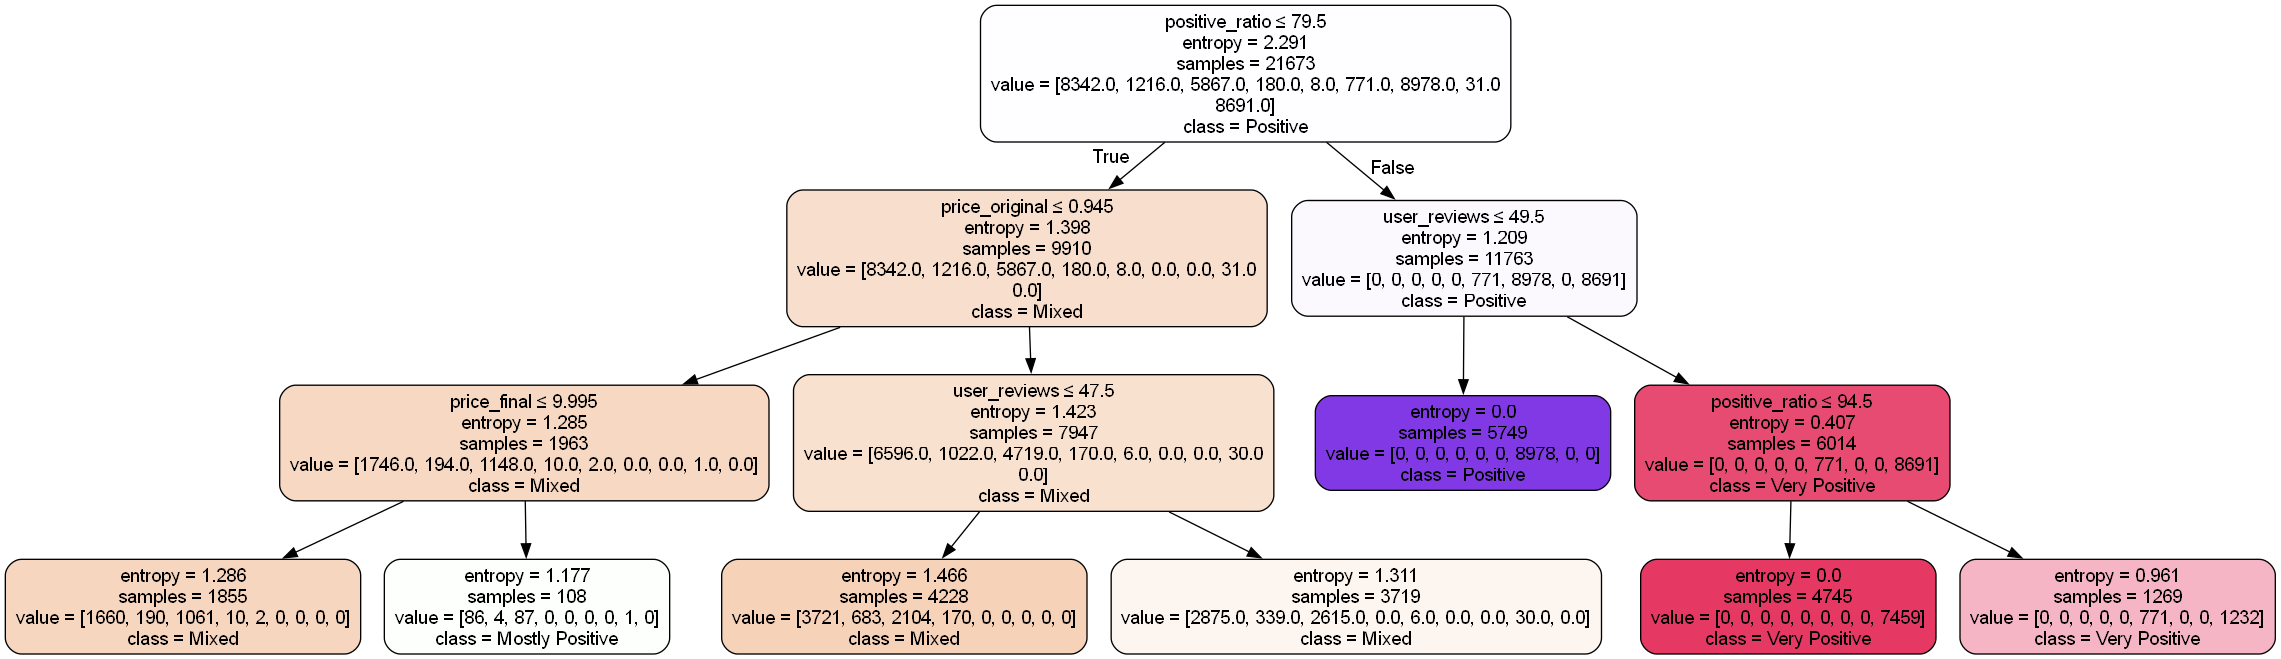 positive_ratio ≤ 79.5
entropy = 2.291
samples = 21673
value = [8342.0, 1216.0, 5867.0, 180.0, 8.0, 771.0, 8978.0, 31.0
8691.0]
class = Positive
True
False
price_original ≤ 0.945
entropy = 1.398
samples = 9910
value = [8342.0, 1216.0, 5867.0, 180.0, 8.0, 0.0, 0.0, 31.0
0.0]
class = Mixed
user_reviews ≤ 49.5
entropy = 1.209
samples = 11763
value = [0, 0, 0, 0, 0, 771, 8978, 0, 8691]
class = Positive
price_final ≤ 9.995
entropy = 1.285
samples = 1963
value = [1746.0, 194.0, 1148.0, 10.0, 2.0, 0.0, 0.0, 1.0, 0.0]
class = Mixed
user_reviews ≤ 47.5
entropy = 1.423
samples = 7947
value = [6596.0, 1022.0, 4719.0, 170.0, 6.0, 0.0, 0.0, 30.0
0.0]
class = Mixed
entropy = 0.0
samples = 5749
value = [0, 0, 0, 0, 0, 0, 8978, 0, 0]
class = Positive
positive_ratio ≤ 94.5
entropy = 0.407
samples = 6014
value = [0, 0, 0, 0, 0, 771, 0, 0, 8691]
class = Very Positive
entropy = 1.286
samples = 1855
value = [1660, 190, 1061, 10, 2, 0, 0, 0, 0]
class = Mixed
entropy = 1.177
samples = 108
value = [86, 4, 87, 0, 0, 0, 0, 1, 0]
class = Mostly Positive
entropy = 1.466
samples = 4228
value = [3721, 683, 2104, 170, 0, 0, 0, 0, 0]
class = Mixed
entropy = 1.311
samples = 3719
value = [2875.0, 339.0, 2615.0, 0.0, 6.0, 0.0, 0.0, 30.0, 0.0]
class = Mixed
entropy = 0.0
samples = 4745
value = [0, 0, 0, 0, 0, 0, 0, 0, 7459]
class = Very Positive
entropy = 0.961
samples = 1269
value = [0, 0, 0, 0, 0, 771, 0, 0, 1232]
class = Very Positive